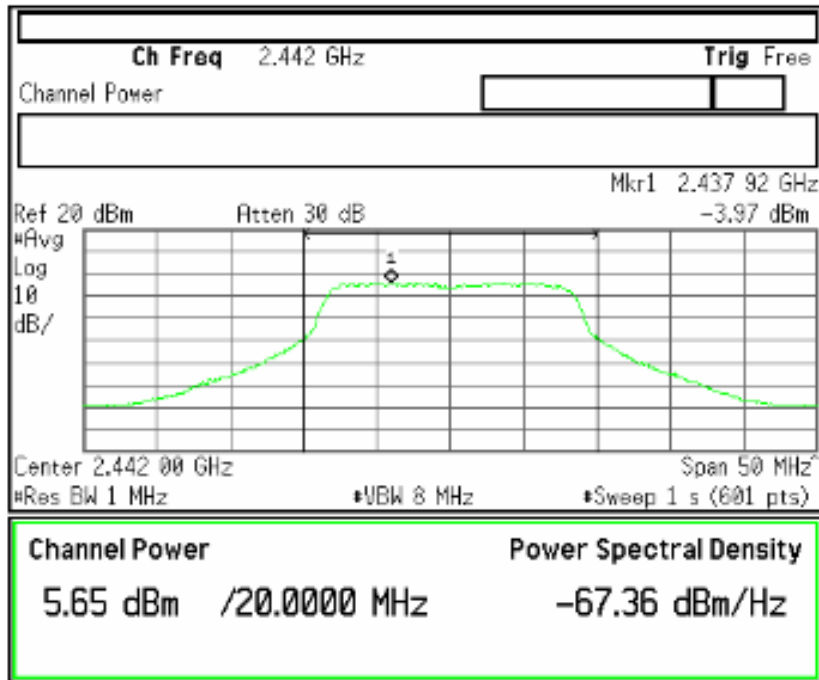 Ch Freq 2.442 GHz Trig Free
Channel Power
Mkr1 2.437 92 GHz
Ref 20 dBm Atten 30 dB -3.97 dBm
#Avg
Log
10
dB/
1
Center 2.442 00 GHz Span 50 MHz^
#Res BW 1 MHz #VBW 8 MHz #Sweep 1 s (601 pts)
Channel Power Power Spectral Density
5.65 dBm /20.0000 MHz -67.36 dBm/Hz